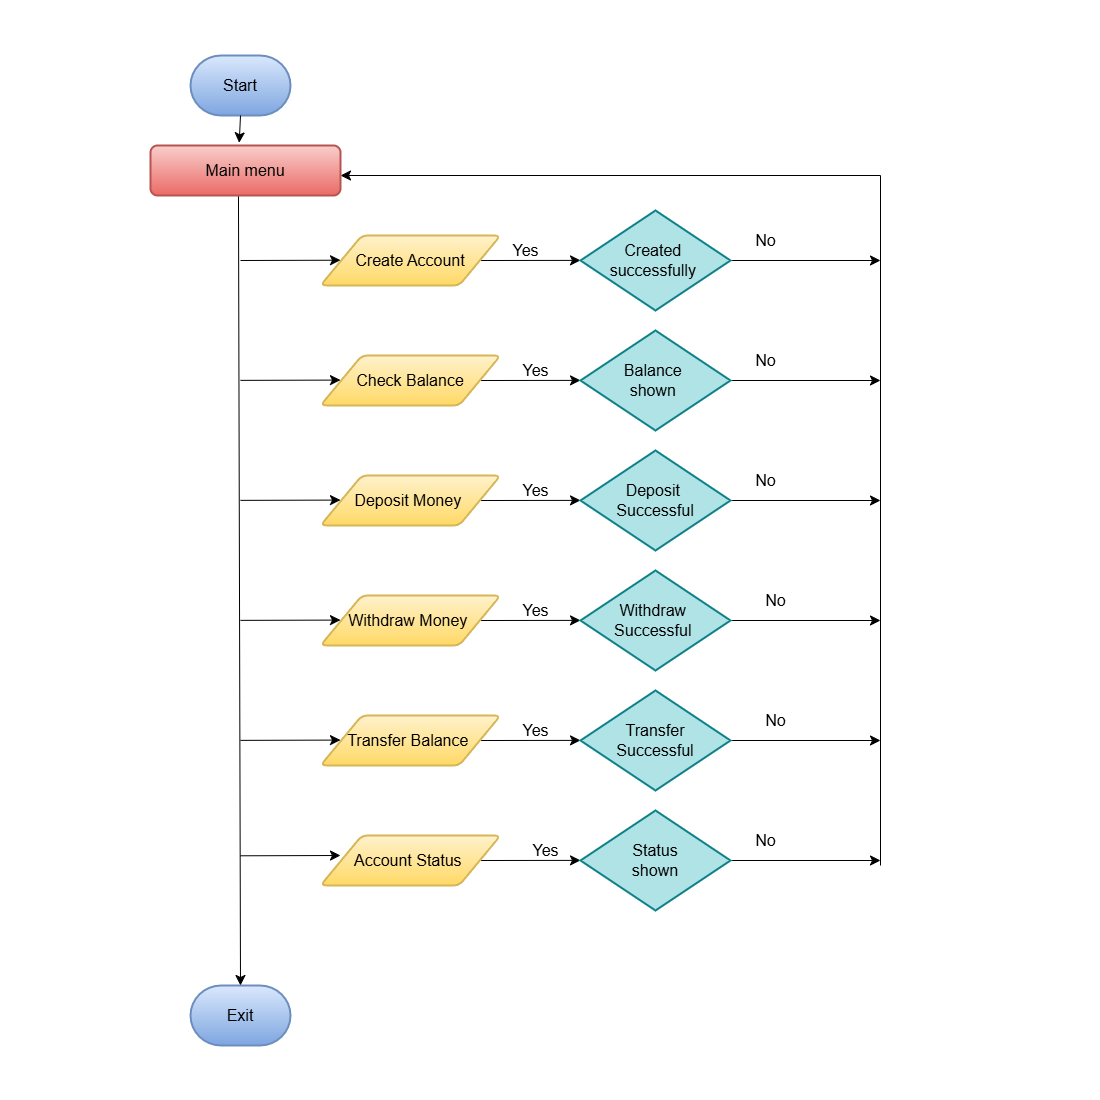 Start
Main menu
Create Account
Yes
Created
successfully
No
Check Balance
Yes
Balance
shown
No
Deposit Money
Yes
Deposit
Successful
No
Withdraw Money
Yes
Withdraw
Successful
No
Transfer Balance
Yes
Transfer
Successful
No
Account Status
Yes
Status
shown
No
Exit